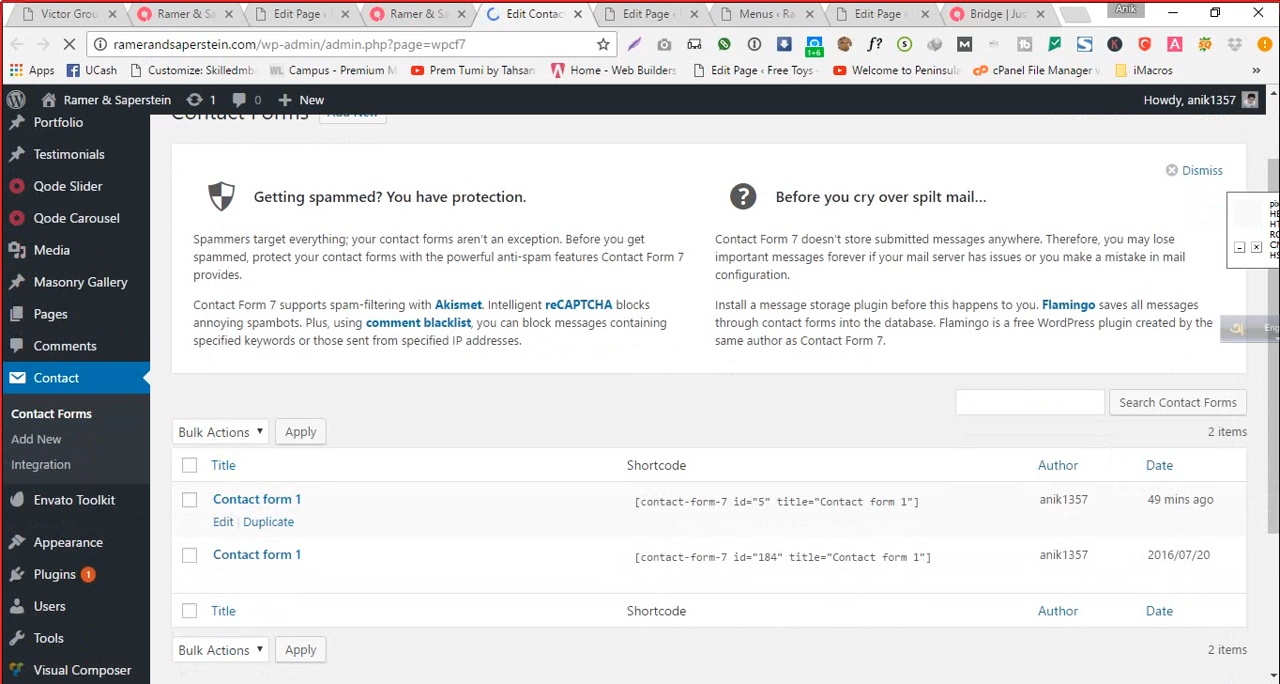 Victor Grou
Ramer & Sa
Edit Page ‹
Ramer & S
Edit Contac
Edit Page ‹
Menus ‹ Ra
Edit Page ‹
Bridge | Jus
Anik
ramerandsaperstein.com/wp-admin/admin.php?page=wpcf7
f?
1+6
Apps
UCash
Customize: Skilledmb
WL Campus - Premium M
Prem Tumi by Tahsan
Home - Web Builders
Edit Page ‹ Free Toys -
Welcome to Peninsula
cPanel File Manager v
iMacros
»
Ramer & Saperstein
1
0
New
Howdy, anik1357
Portfolio
Testimonials
Qode Slider
Qode Carousel
Media
Masonry Gallery
Pages
Comments
Contact
Contact Forms
Add New
Integration
Envato Toolkit
Appearance
Plugins 1
Users
Tools
Visual Composer
Contact Forms
Add New
Dismiss
Getting spammed? You have protection.
Spammers target everything; your contact forms aren't an exception. Before you get
spammed, protect your contact forms with the powerful anti-spam features Contact Form 7
provides.
Contact Form 7 supports spam-filtering with Akismet. Intelligent reCAPTCHA blocks
annoying spambots. Plus, using comment blacklist, you can block messages containing
specified keywords or those sent from specified IP addresses.
Before you cry over spilt mail…
Contact Form 7 doesn't store submitted messages anywhere. Therefore, you may lose
important messages forever if your mail server has issues or you make a mistake in mail
configuration.
Install a message storage plugin before this happens to you. Flamingo saves all messages
through contact forms into the database. Flamingo is a free WordPress plugin created by the
same author as Contact Form 7.
Search Contact Forms
Bulk Actions
Apply
2 items
Title
Shortcode
Author
Date
Contact form 1
[contact-form-7 id="5" title="Contact form 1"]
anik1357
49 mins ago
Edit | Duplicate
Contact form 1
[contact-form-7 id="184" title="Contact form 1"]
anik1357
2016/07/20
Title
Shortcode
Author
Date
Bulk Actions
Apply
2 items
Eng